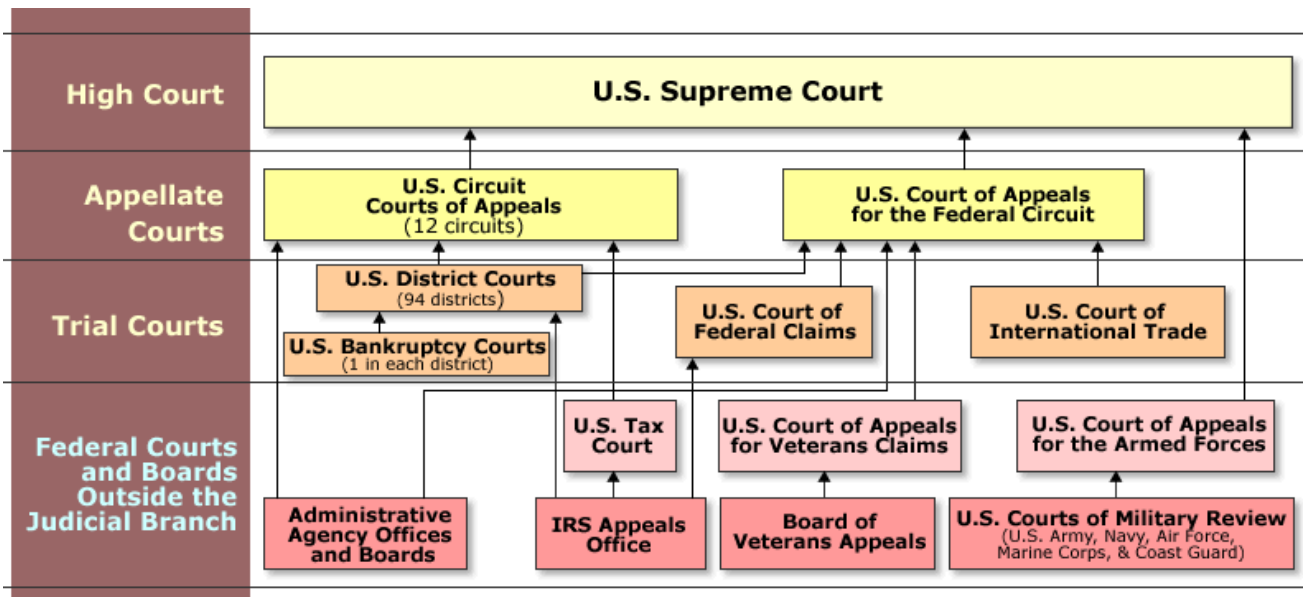 High Court
U.S. Supreme Court
Appellate
Courts
U.S. Circuit
Courts of Appeals
(12 circuits)
U.S. Court of Appeals
for the Federal Circuit
Trial Courts
U.S. District Courts
(94 districts)
U.S. Bankruptcy Courts
(1 in each district)
U.S. Court of
Federal Claims
U.S. Court of
International Trade
Federal Courts
and Boards
Outside the
Judicial Branch
U.S. Tax
Court
U.S. Court of Appeals
for Veterans Claims
U.S. Court of Appeals
for the Armed Forces
Administrative
Agency Offices
and Boards
IRS Appeals
Office
Board of
Veterans Appeals
U.S. Courts of Military Review
(U.S. Army, Navy, Air Force,
Marine Corps, & Coast Guard)